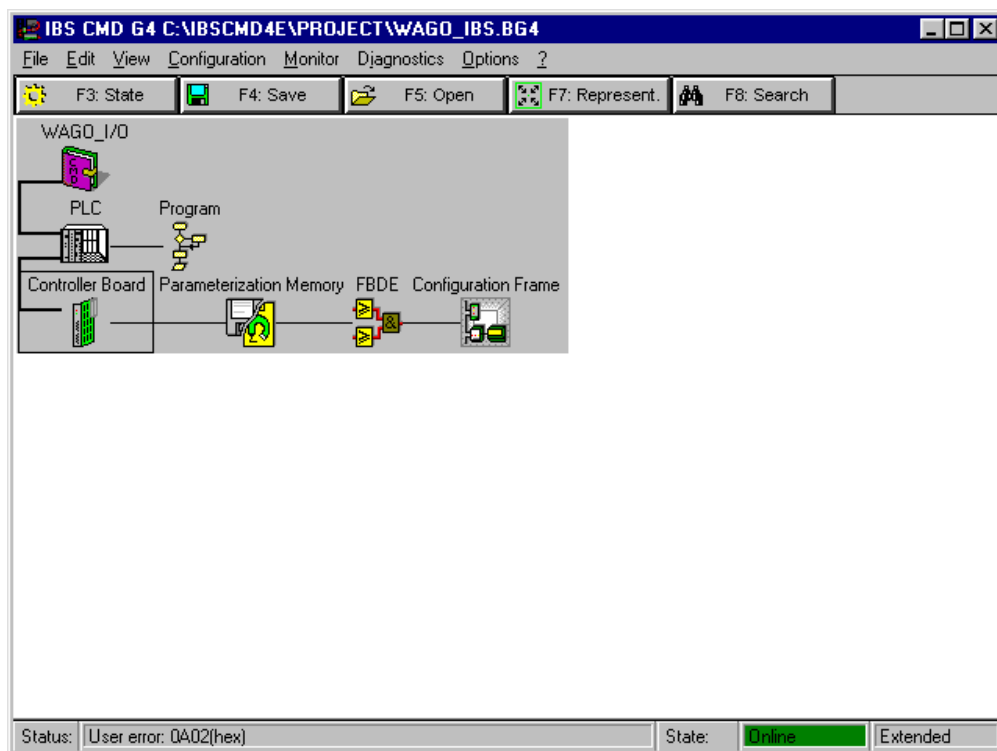 IBS CMD G4 C:\IBSCMD4E\PROJECT\WAGO_IBS.BG4
File Edit View Configuration Monitor Diagnostics Options ?
F3: State F4: Save F5: Open F7: Represent. F8: Search
WAGO_I/O
CMD
PLC Program
Controller Board Parameterization Memory FBDE Configuration Frame
≥
& 
≥
Status: User error: 0A02(hex) State: Online Extended